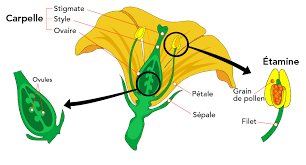 Stigmate
Carpelle
Style
Ovaire
Étamine
Ovules
Grain
de pollen
Pétale
Filet
Sépale